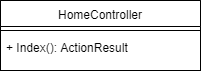 HomeController
+ Index(): ActionResult